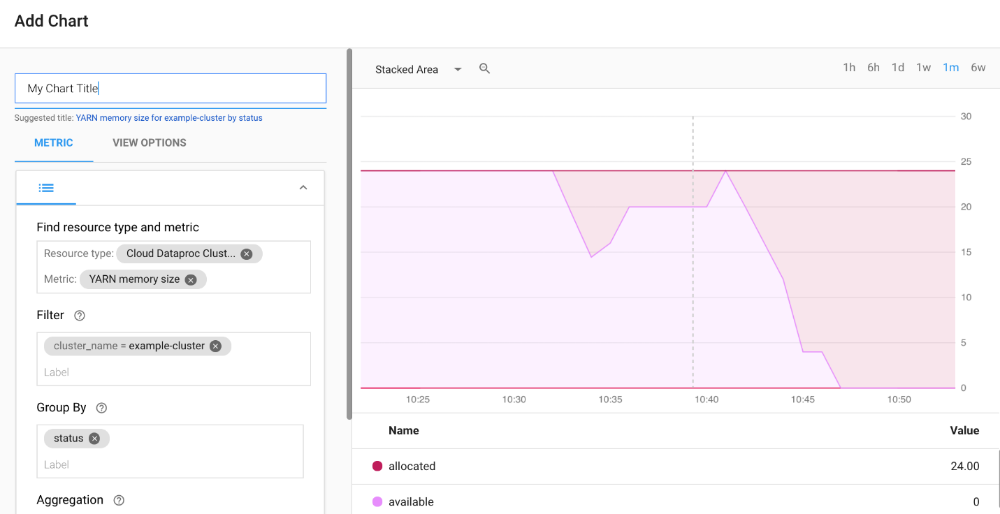 Add Chart
My Chart Title
Suggested title: YARN memory size for example-cluster by status
METRIC VIEW OPTIONS
Find resource type and metric
Resource type: Cloud Dataproc Clust...
Metric: YARN memory size
Filter
cluster_name = example-cluster
Label
Group By
status
Label
Aggregation
Stacked Area
1h 6h 1d 1w 1m 6w
30
25
20
15
10
5
0
10:25 10:30 10:35 10:40 10:45 10:50
Name Value
allocated 24.00
available 0